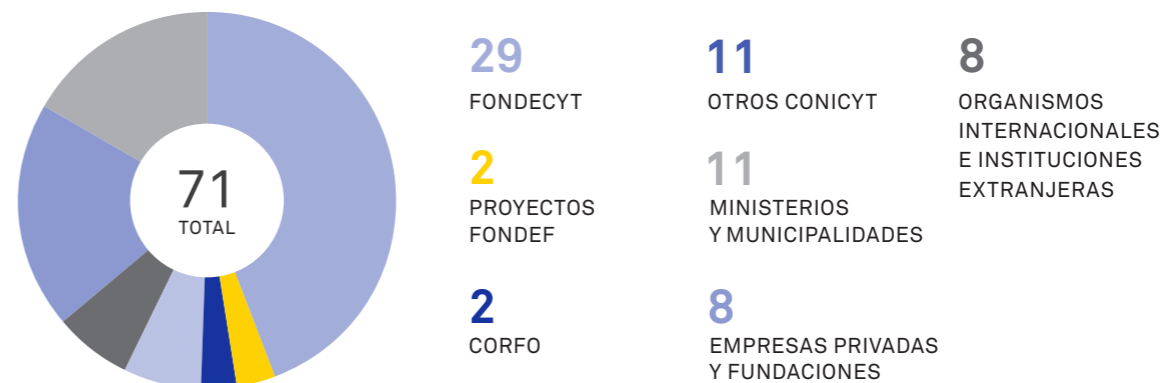 71
TOTAL
29
FONDECYT
2
PROYECTOS
FONDEF
2
CORFO
11
OTROS CONICYT
11
MINISTERIOS
Y MUNICIPALIDADES
8
EMPRESAS PRIVADAS
Y FUNDACIONES
8
ORGANISMOS
INTERNACIONALES
E INSTITUCIONES
EXTRANJERAS